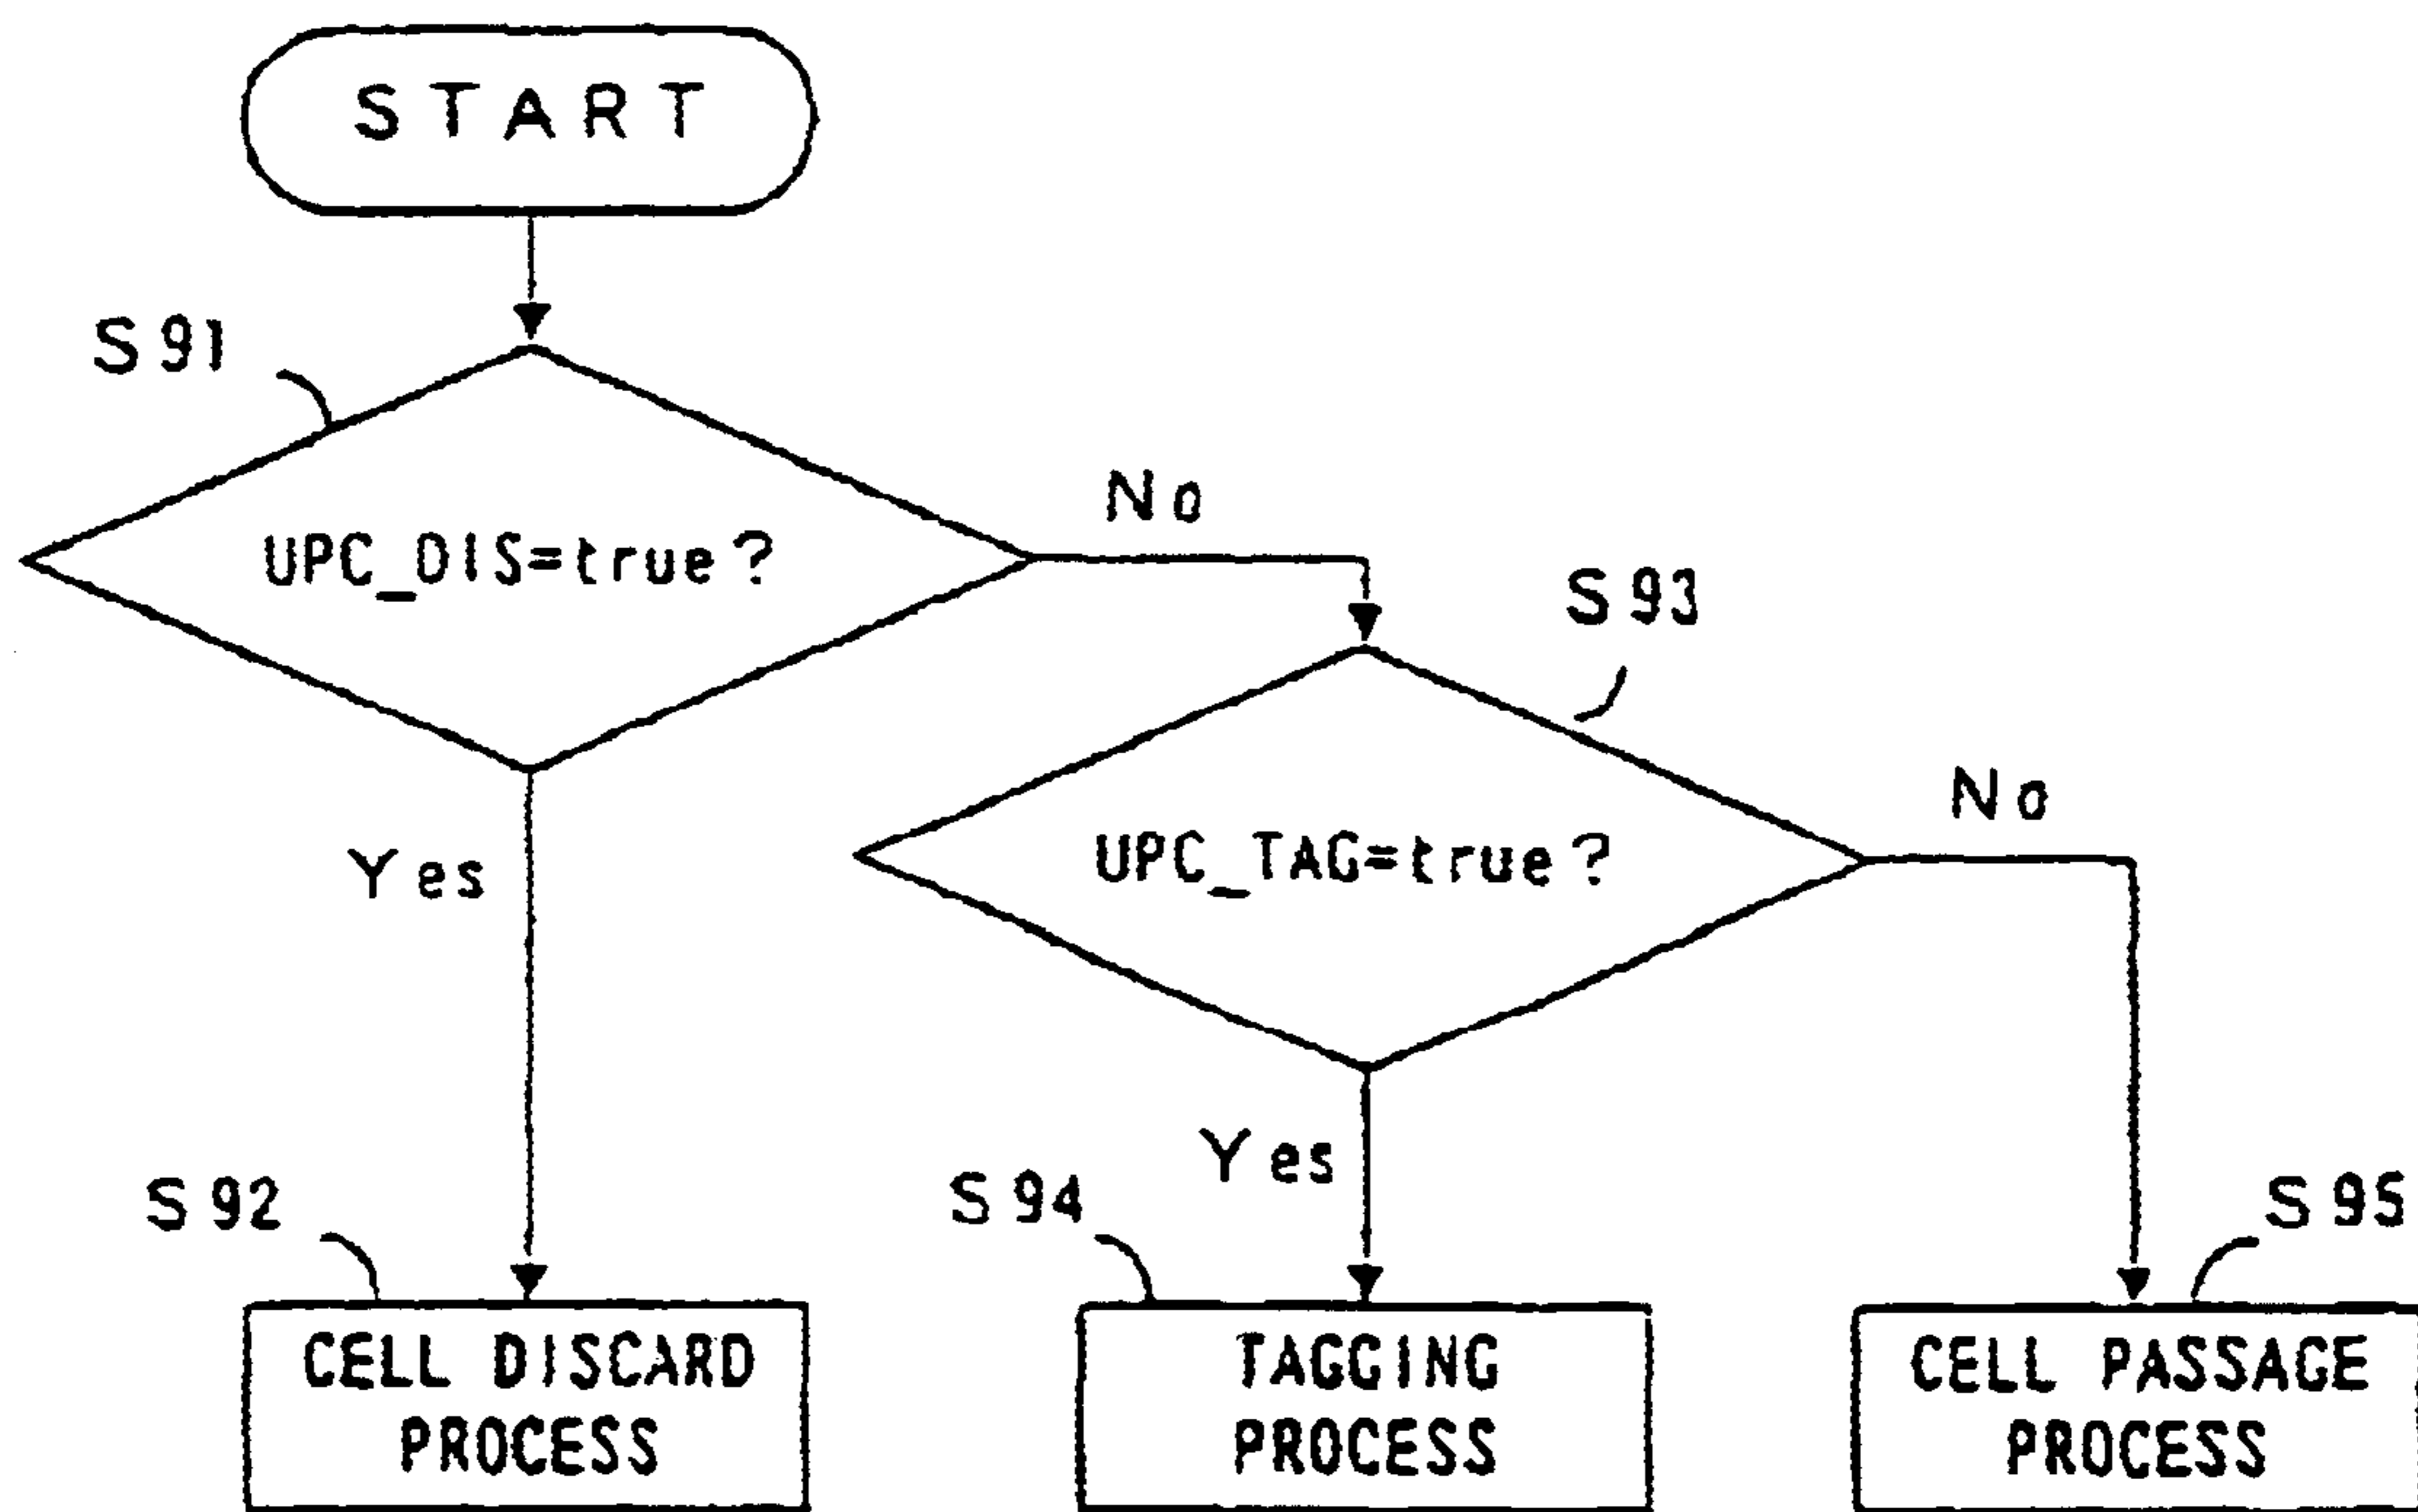 START
S91
UPC_DIS=true?
No
S93
UPC_TAG=true?
No
Yes
Yes
S92
S94
S95
CELL DISCARD
PROCESS
TAGGING
PROCESS
CELL PASSAGE
PROCESS